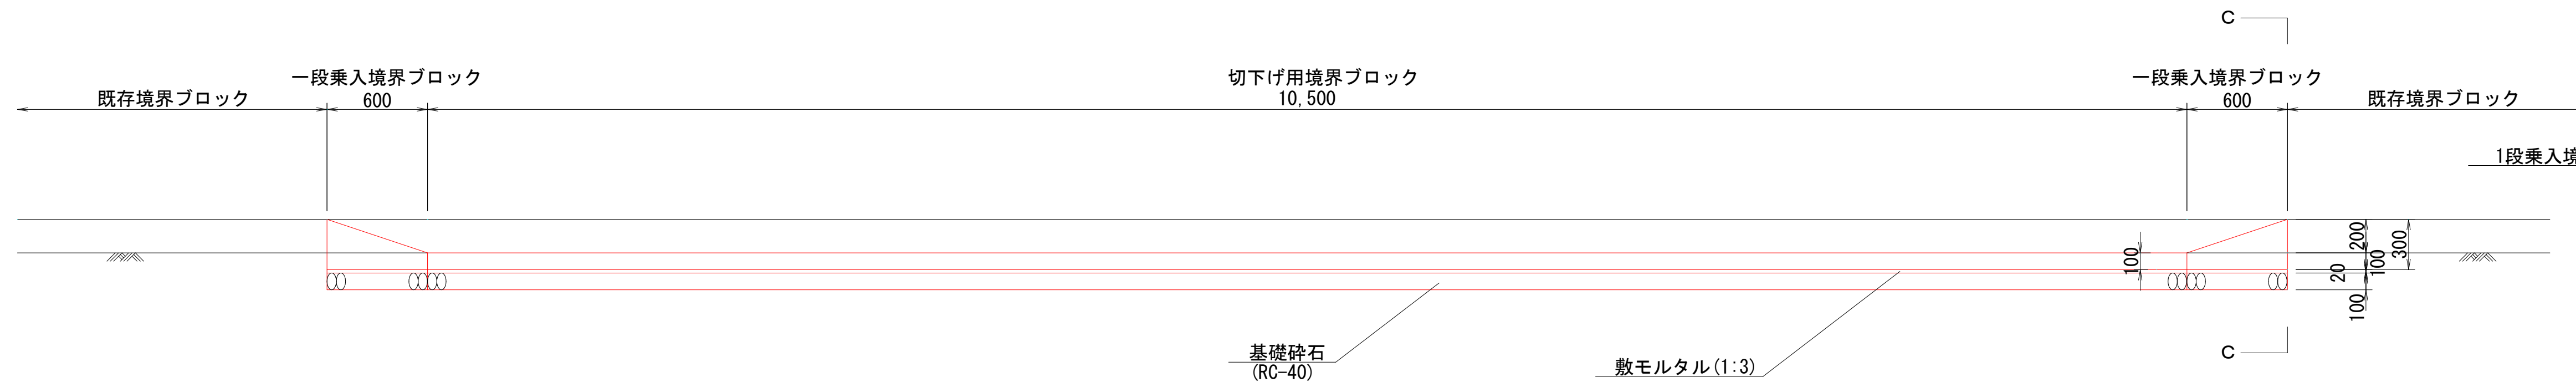 C
一段乗入境界ブロック
切下げ用境界ブロック
一段乗入境界ブロック
既存境界ブロック
600
10,500
600
既存境界ブロック
1段乗入境
200
300
100
100
20
100
基礎砕石
(RC-40)
敷モルタル(1:3)
C